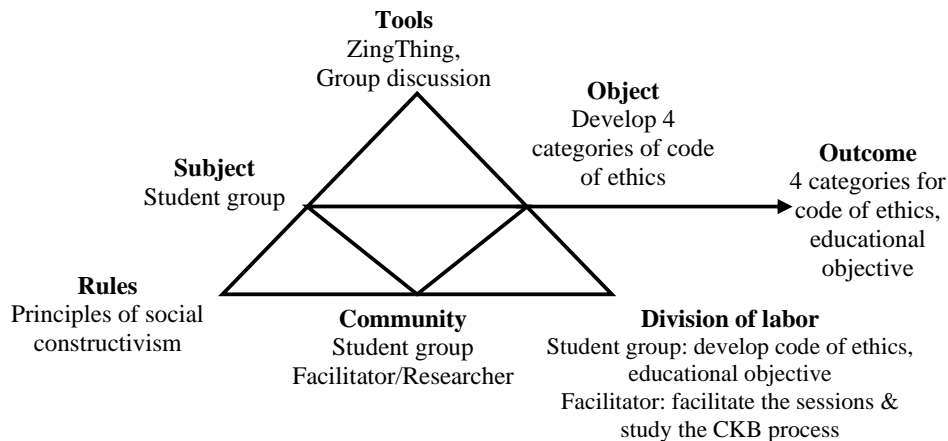 Tools
ZingThing,
Group discussion
Object
Develop 4
categories of code
of ethics
Subject
Student group
Outcome
4 categories for
code of ethics,
educational
objective
Rules
Principles of social
constructivism
Community
Student group
Facilitator/Researcher
Division of labor
Student group: develop code of ethics,
educational objective
Facilitator: facilitate the sessions &
study the CKB process